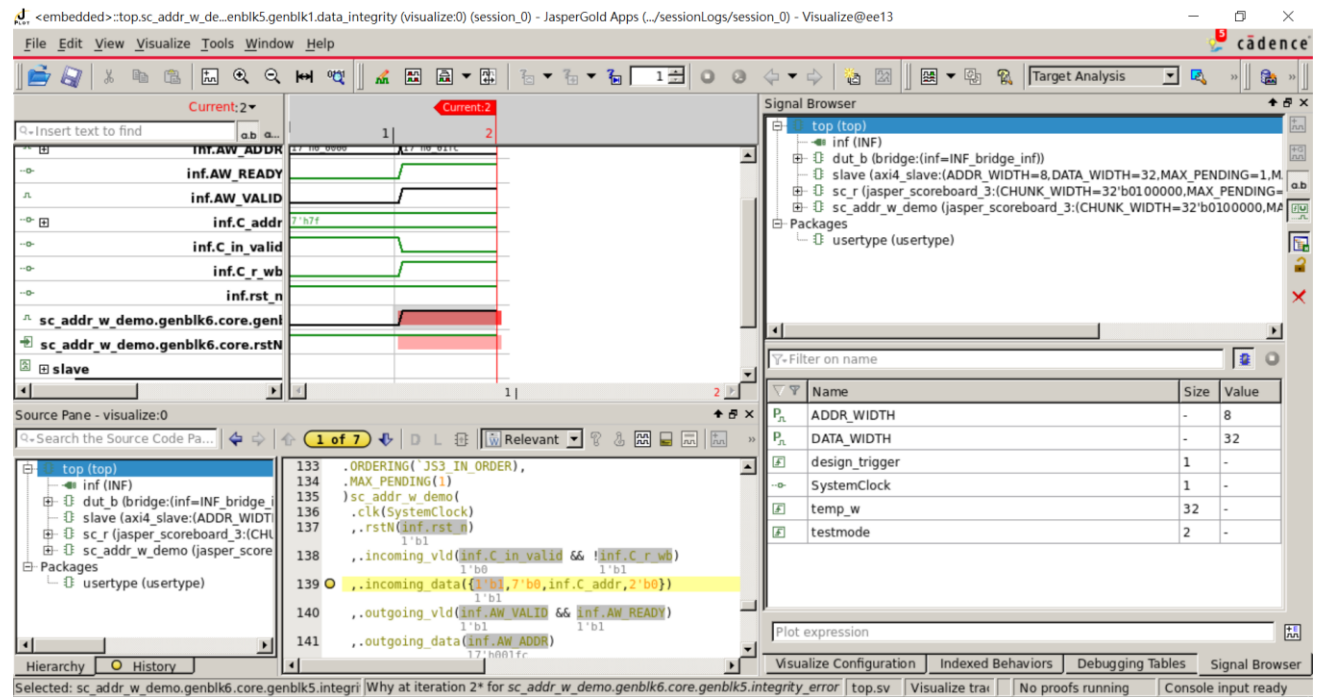 <embedded>::top.sc_addr_w_de...enblk5.genblk1.data_integrity (visualize:0) (session_0) - JasperGold Apps (.../sessionLogs/session_0) - Visualize@ee13
File Edit View Visualize Tools Window Help
cādence
1
Target Analysis
Current:2
Insert text to find
a.b a...
Current:2
1
2
inf.AW_ADDR
17'h0_0000
17'h0_01fc
inf.AW_READY
inf.AW_VALID
inf.C_addr
7'h7f
inf.C_in_valid
inf.C_r_wb
inf.rst_n
sc_addr_w_demo.genblk6.core.genl
sc_addr_w_demo.genblk6.core.rstN
slave
1
2
Source Pane - visualize:0
Search the Source Code Pa...
1 of 7
D L
Relevant
top (top)
inf (INF)
dut_b (bridge:(inf=INF_bridge_i
slave (axi4_slave:(ADDR_WIDTI
sc_r (jasper_scoreboard_3:(CHU
sc_addr_w_demo (jasper_score
Packages
usertype (usertype)
Hierarchy
History
133 .ORDERING(`JS3_IN_ORDER),
134 .MAX_PENDING(1)
135 )sc_addr_w_demo(
136 .clk(SystemClock)
137 ,.rstN(inf.rst_n)
1'b1
138 ,.incoming_vld(inf.C_in_valid && !inf.C_r_wb)
1'b0 1'b1
139 ,.incoming_data({1'b1,7'b0,inf.C_addr,2'b0})
1'b1
140 ,.outgoing_vld(inf.AW_VALID && inf.AW_READY)
1'b1 1'b1
141 ,.outgoing_data(inf.AW_ADDR)
17'h001fc
Signal Browser
top (top)
inf (INF)
dut_b (bridge:(inf=INF_bridge_inf))
slave (axi4_slave:(ADDR_WIDTH=8,DATA_WIDTH=32,MAX_PENDING=1,M
sc_r (jasper_scoreboard_3:(CHUNK_WIDTH=32'b0100000,MAX_PENDING=
sc_addr_w_demo (jasper_scoreboard_3:(CHUNK_WIDTH=32'b0100000,MA
Packages
usertype (usertype)
a.b
Filter on name
Name Size Value
ADDR_WIDTH - 8
DATA_WIDTH - 32
design_trigger 1 -
SystemClock 1 -
temp_w 32 -
testmode 2 -
Plot expression
Visualize Configuration Indexed Behaviors Debugging Tables Signal Browser
Selected: sc_addr_w_demo.genblk6.core.genblk5.integri Why at iteration 2* for sc_addr_w_demo.genblk6.core.genblk5.integrity_error top.sv Visualize trac No proofs running Console input ready